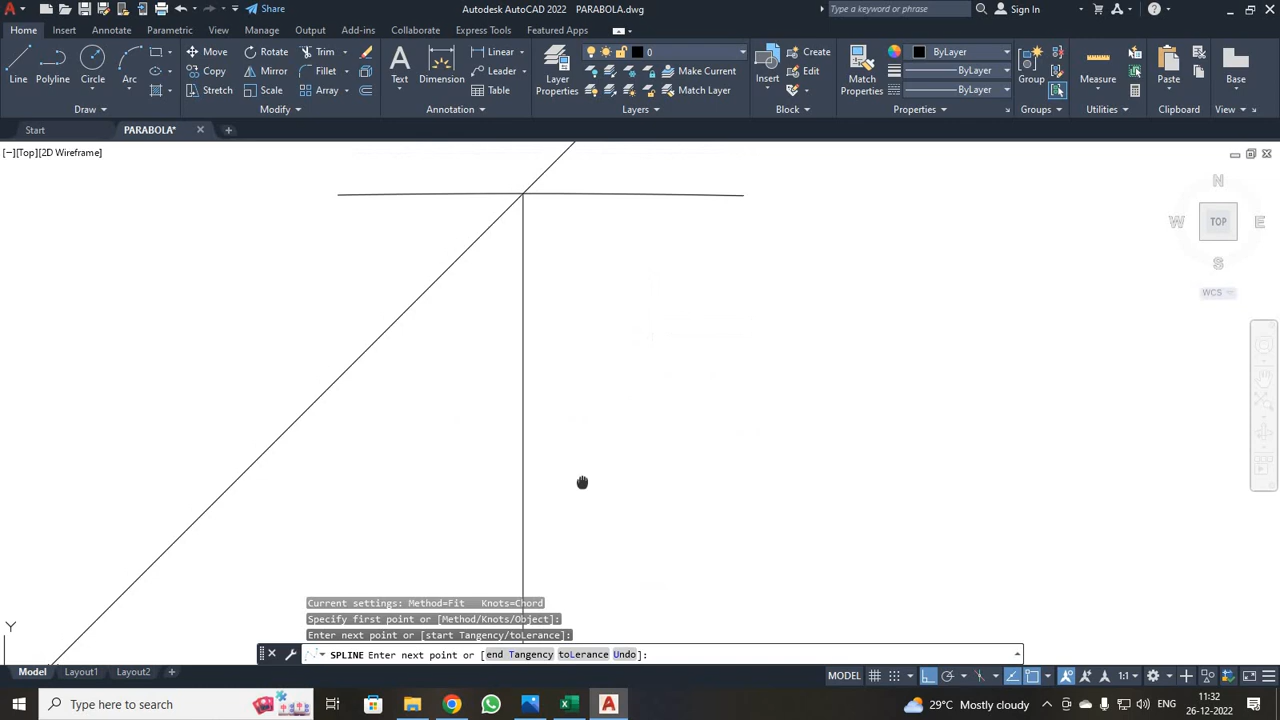 Share
Autodesk AutoCAD 2022 PARABOLA.dwg
Type a keyword or phrase
Sign In
Home Insert Annotate Parametric View Manage Output Add-ins Express Tools Featured Apps
Line Polyline Circle Arc
Move Rotate Trim
Copy Mirror Fillet
Stretch Scale Array
Text Dimension
Linear
Leader
Table
Layer Properties
0
Make Current
Match Layer
Insert
Create
Edit
Match Properties
ByLayer
ByLayer
ByLayer
Group
Measure
Paste
Base
Draw Modify Annotation Layers Block Properties Groups Utilities Clipboard View
Start PARABOLA*
[−][Top][2D Wireframe]
N
W TOP E
S
WCS
Y
Current settings: Method=Fit Knots=Chord
Specify first point or [Method/Knots/Object]:
Enter next point or [start Tangency/toLerance]:
SPLINE Enter next point or [end Tangency toLerance Undo]:
Model Layout1 Layout2
MODEL 1:1
Type here to search
29°C Mostly cloudy
ENG
11:32
26-12-2022